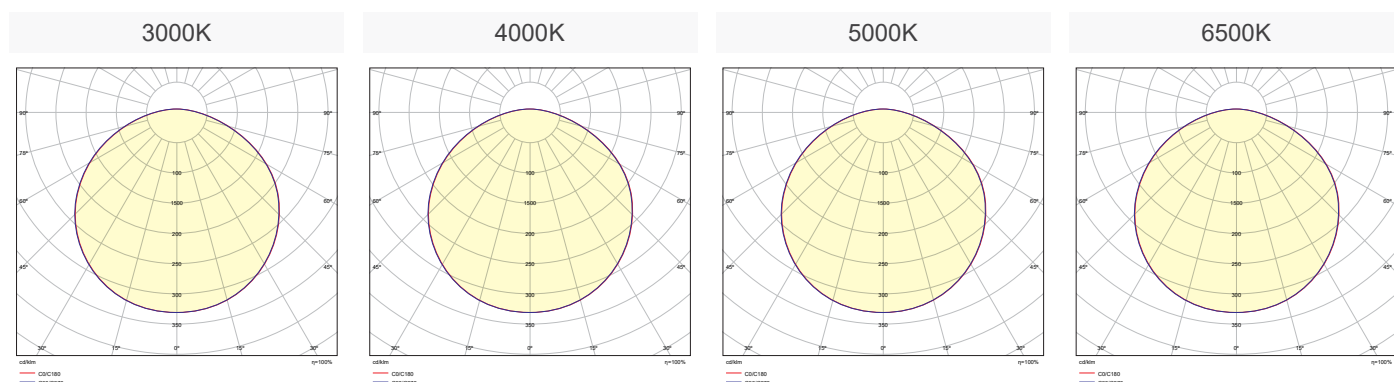 3000K 4000K 5000K 6500K
90° 90° 90° 90° 90° 90° 90° 90°
75° 75° 75° 75° 75° 75° 75° 75°
100 100 100 100
60° 60° 60° 60° 60° 60° 60° 60°
1500 1500 1500 1500
200 200 200 200
45° 250 45° 45° 250 45° 45° 250 45° 45° 250 45°
300 300 300 300
350 350 350 350
30° 15° 0° 15° 30° 30° 15° 0° 15° 30° 30° 15° 0° 15° 30° 30° 15° 0° 15° 30°
cd/klm η=100% cd/klm η=100% cd/klm η=100% cd/klm η=100%
C0/C180 C0/C180 C0/C180 C0/C180